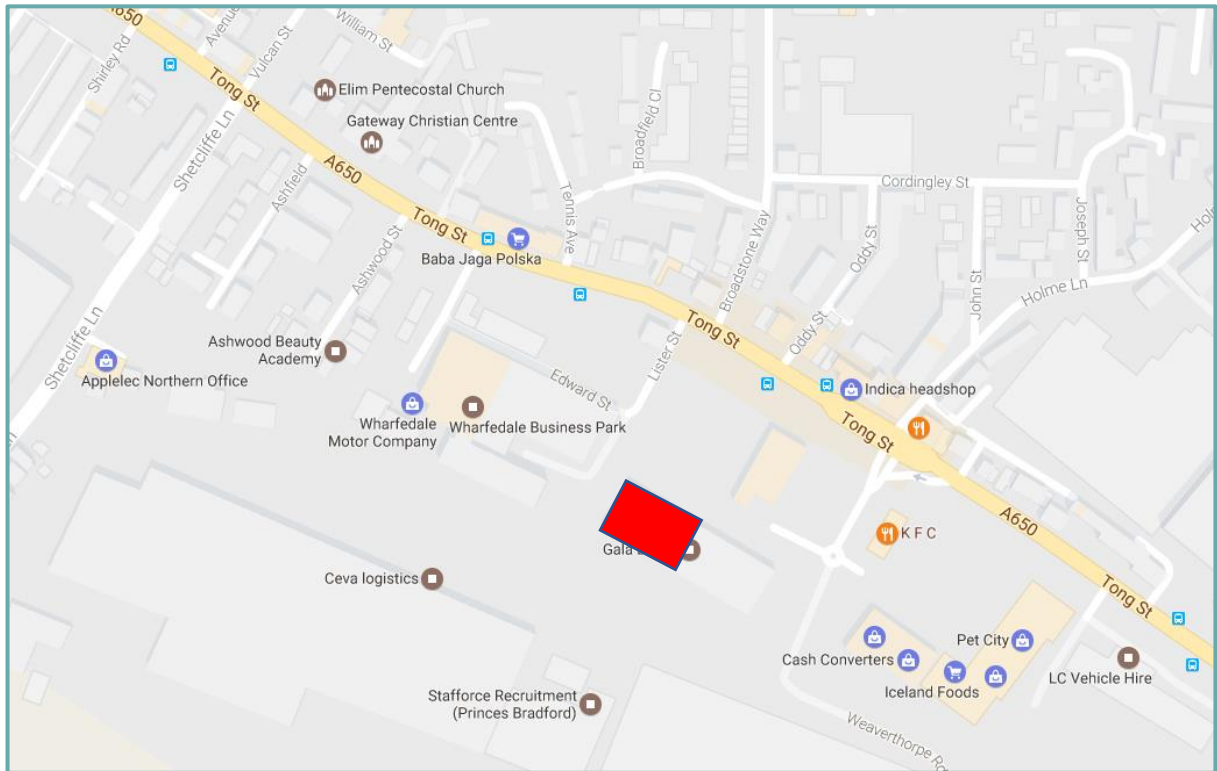 A650
Avenue
William St
Shirley Rd
Vulcan St
Tong St
Elim Pentecostal Church
Gateway Christian Centre
Shetcliffe Ln
A650
Broadfield Cl
Cordingley St
Ashfield
Tennis Ave
Tong St
Ashwood St
Baba Jaga Polska
Broadstone Way
Oddy St
Joseph St
John St
Holme Ln
Shetcliffe Ln
Ashwood Beauty
Academy
Lister St
Tong St
Oddy St
Applelec Northern Office
Edward St
Indica headshop
Wharfedale
Motor Company
Wharfedale Business Park
Tong St
A650
Gala
K F C
Ceva logistics
Tong St
Pet City
Cash Converters
Iceland Foods
LC Vehicle Hire
Stafforce Recruitment
(Princes Bradford)
Weaverthorpe